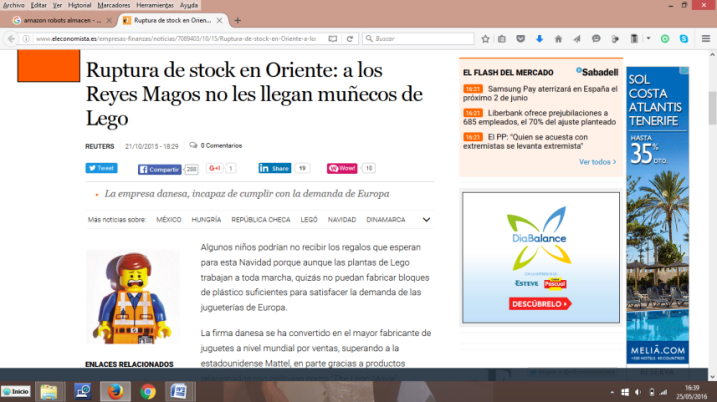 Archivo Editar Ver Historial Marcadores Herramientas Ayuda
amazon robots almacen - ...
Ruptura de stock en Orien...
www.eleconomista.es/empresas-finanzas/noticias/7089403/10/15/Ruptura-de-stock-en-Oriente-a-los
Buscar
Ruptura de stock en Oriente: a los
Reyes Magos no les llegan muñecos de
Lego
REUTERS 21/10/2015 - 18:29 0 Comentarios
Tweet Compartir 288 G+1 1 in Share 19 Wow! 18
• La empresa danesa, incapaz de cumplir con la demanda de Europa
Más noticias sobre: MÉXICO HUNGRÍA REPÚBLICA CHECA LEGÓ NAVIDAD DINAMARCA
Algunos niños podrían no recibir los regalos que esperan
para esta Navidad porque aunque las plantas de Lego
trabajan a toda marcha, quizás no puedan fabricar bloques
de plástico suficientes para satisfacer la demanda de las
jugueterías de Europa.
La firma danesa se ha convertido en el mayor fabricante de
juguetes a nivel mundial por ventas, superando a la
estadounidense Mattel, en parte gracias a productos
ENLACES RELACIONADOS
EL FLASH DEL MERCADO Sabadell
16:21 Samsung Pay aterrizará en España el
próximo 2 de junio
16:21 Liberbank ofrece prejubilaciones a
685 empleados, el 70% del ajuste planteado
16:21 El PP: "Quien se acuesta con
extremistas se levanta extremista"
Ver todos >
DiaBalance
ESTEVE Pascual
DESCÚBRELO >
SOL
COSTA
ATLANTIS
TENERIFE
HASTA
35%
DTO.
MELIÁ.COM
Inicio
16:39
25/05/2016